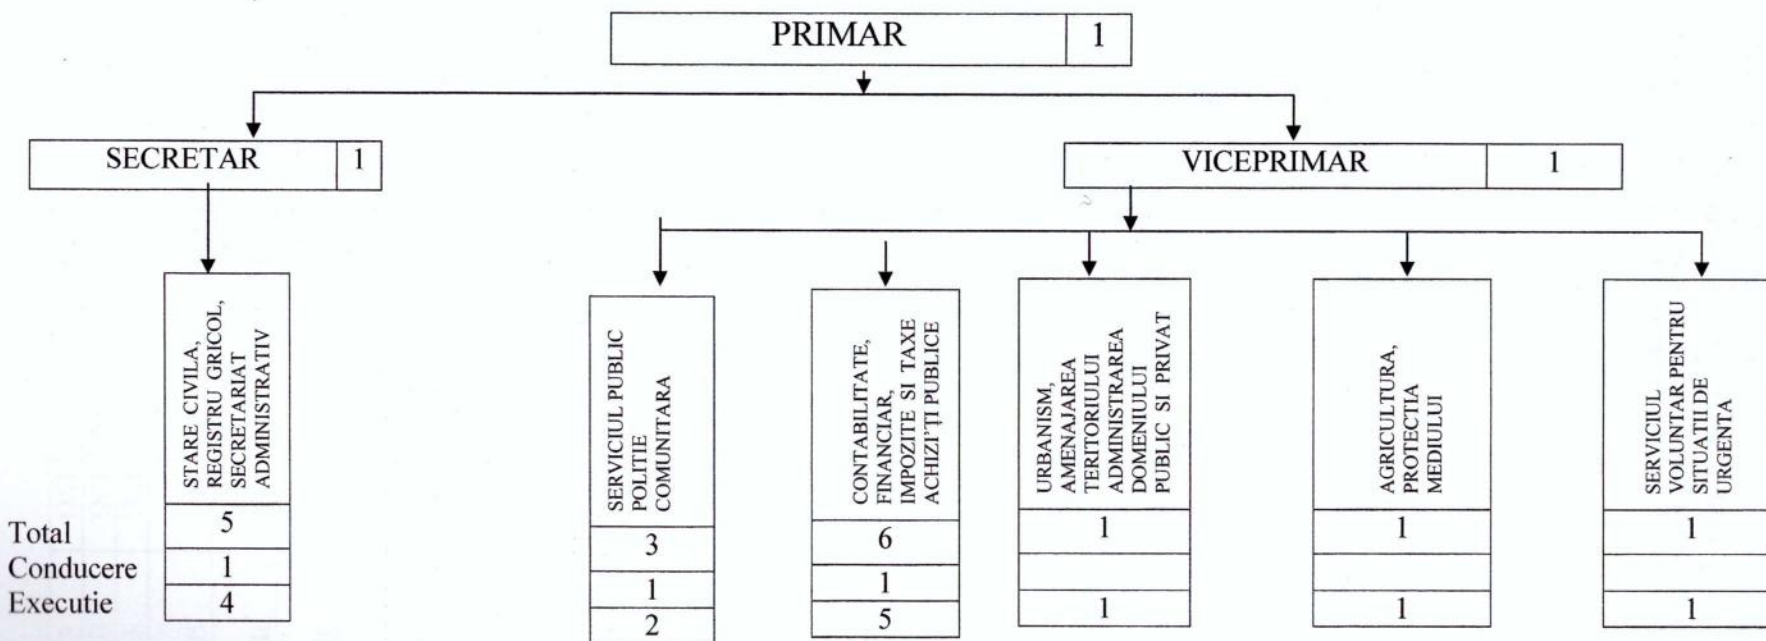 PRIMAR 1
SECRETAR 1
VICEPRIMAR 1
STARE CIVILA,
REGISTRU GRICOL,
SECRETARIAT
ADMINISTRATIV
SERVICIUL PUBLIC
POLITIE
COMUNITARA
CONTABILITATE,
FINANCIAR,
IMPOZITE SI TAXE
ACHIZI'ȚI PUBLICE
URBANISM,
AMENAJAREA
TERITORIULUI
ADMINISTRAREA
DOMENIULUI
PUBLIC SI PRIVAT
AGRICULTURA,
PROTECTIA
MEDIULUI
SERVICIUL
VOLUNTAR PENTRU
SITUATII DE
URGENTA
Total 5 3 6 1 1 1
Conducere 1 1 1
Executie 4 2 5 1 1 1